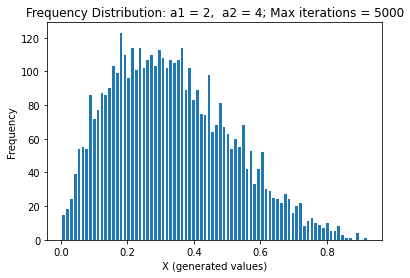 Frequency Distribution: a1 = 2,  a2 = 4; Max iterations = 5000
Frequency
120
100
80
60
40
20
0
0.0 0.2 0.4 0.6 0.8
X (generated values)